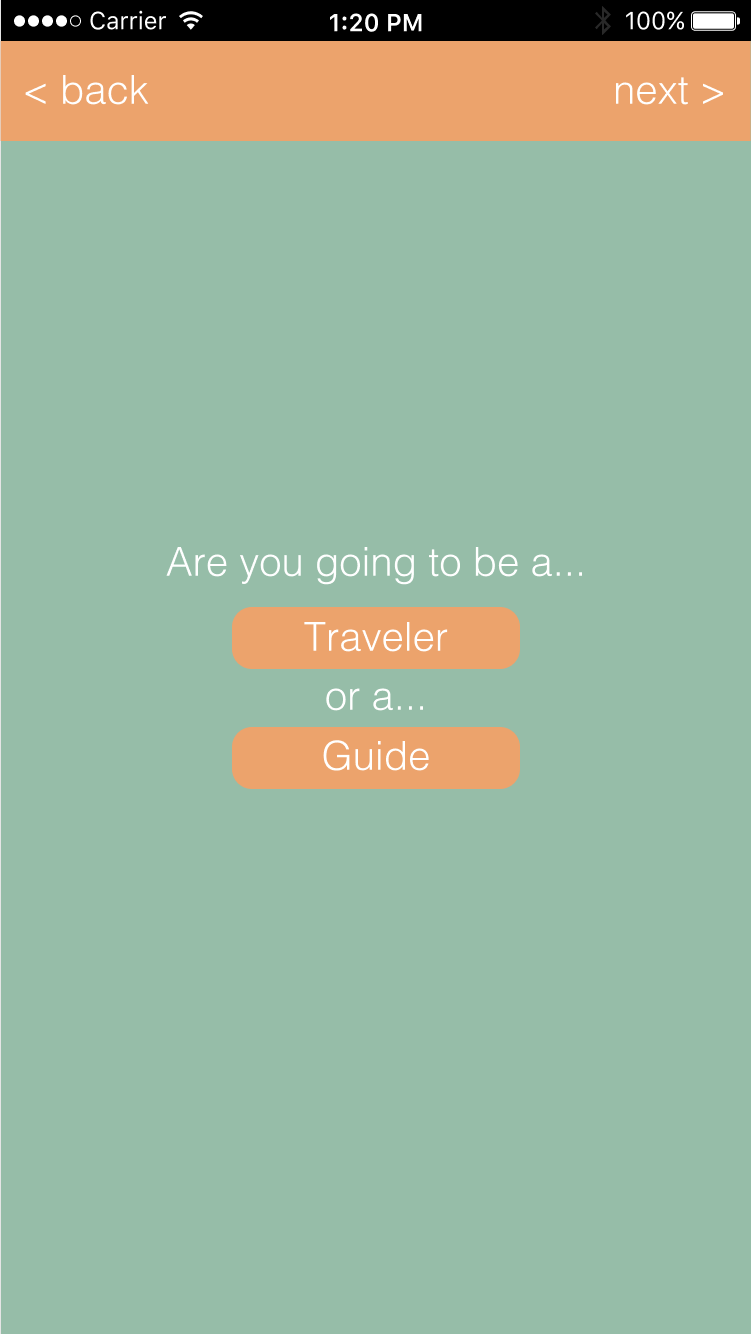 Carrier 1:20 PM 100%
< back next >
Are you going to be a...
Traveler
or a...
Guide